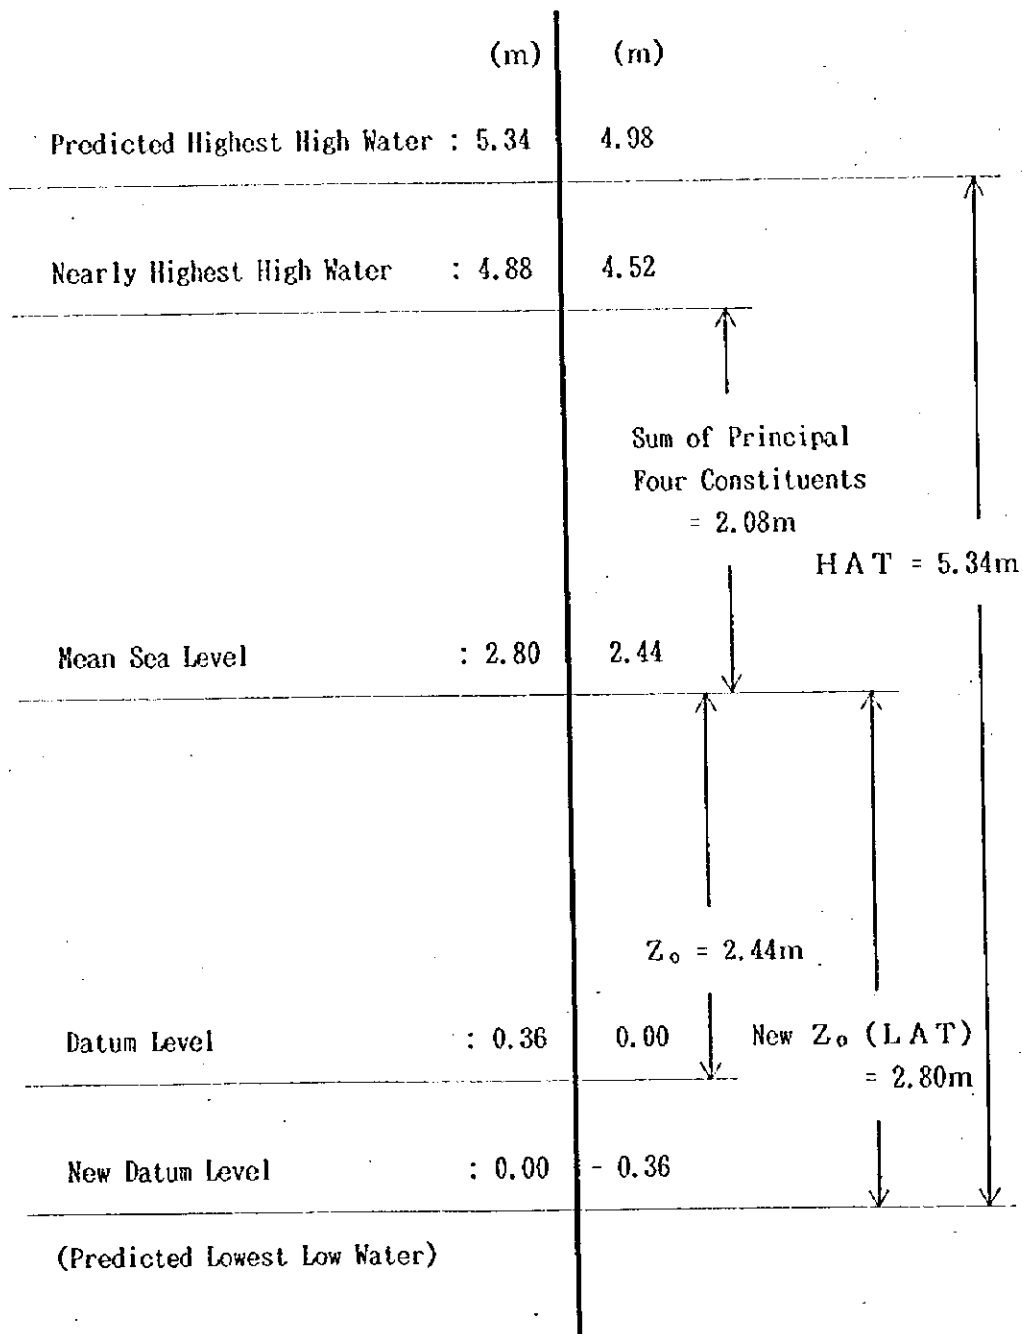 (m) (m)
Predicted Highest High Water : 5.34 4.98
Nearly Highest High Water : 4.88 4.52
Sum of Principal
Four Constituents
= 2.08m
HAT = 5.34m
Mean Sea Level : 2.80 2.44
Z₀ = 2.44m
Datum Level : 0.36 0.00
New Z₀ (LAT)
= 2.80m
New Datum Level : 0.00 - 0.36
(Predicted Lowest Low Water)